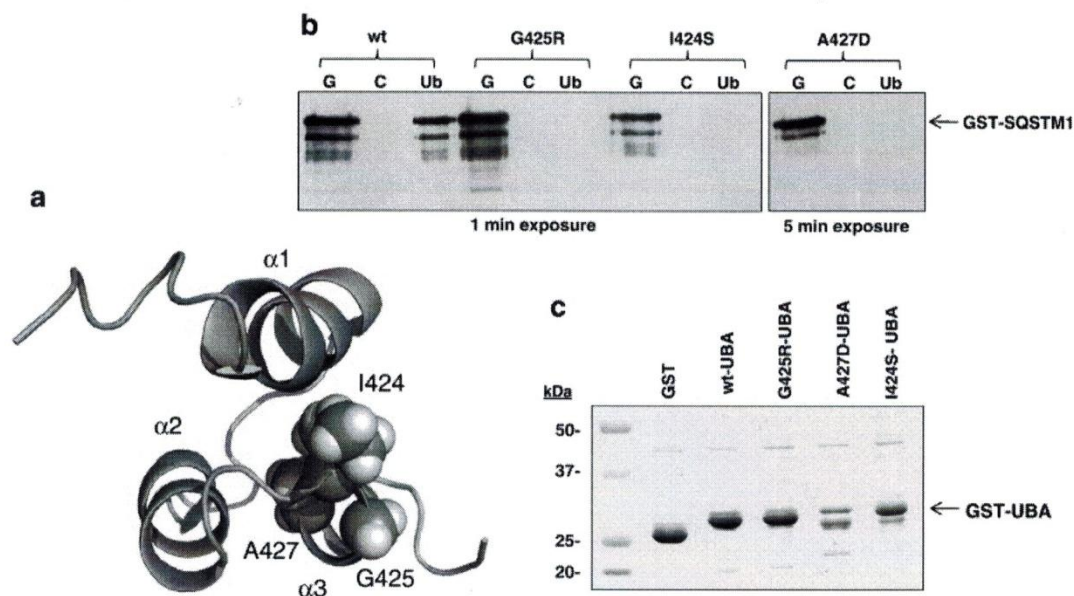 b
wt G425R I424S A427D
G C Ub G C Ub G C Ub G C Ub
← GST-SQSTM1
1 min exposure 5 min exposure
a
α1
I424
α2
A427
α3
G425
c
GST wt-UBA G425R-UBA A427D-UBA I424S- UBA
kDa
50-
37-
← GST-UBA
25-
20-